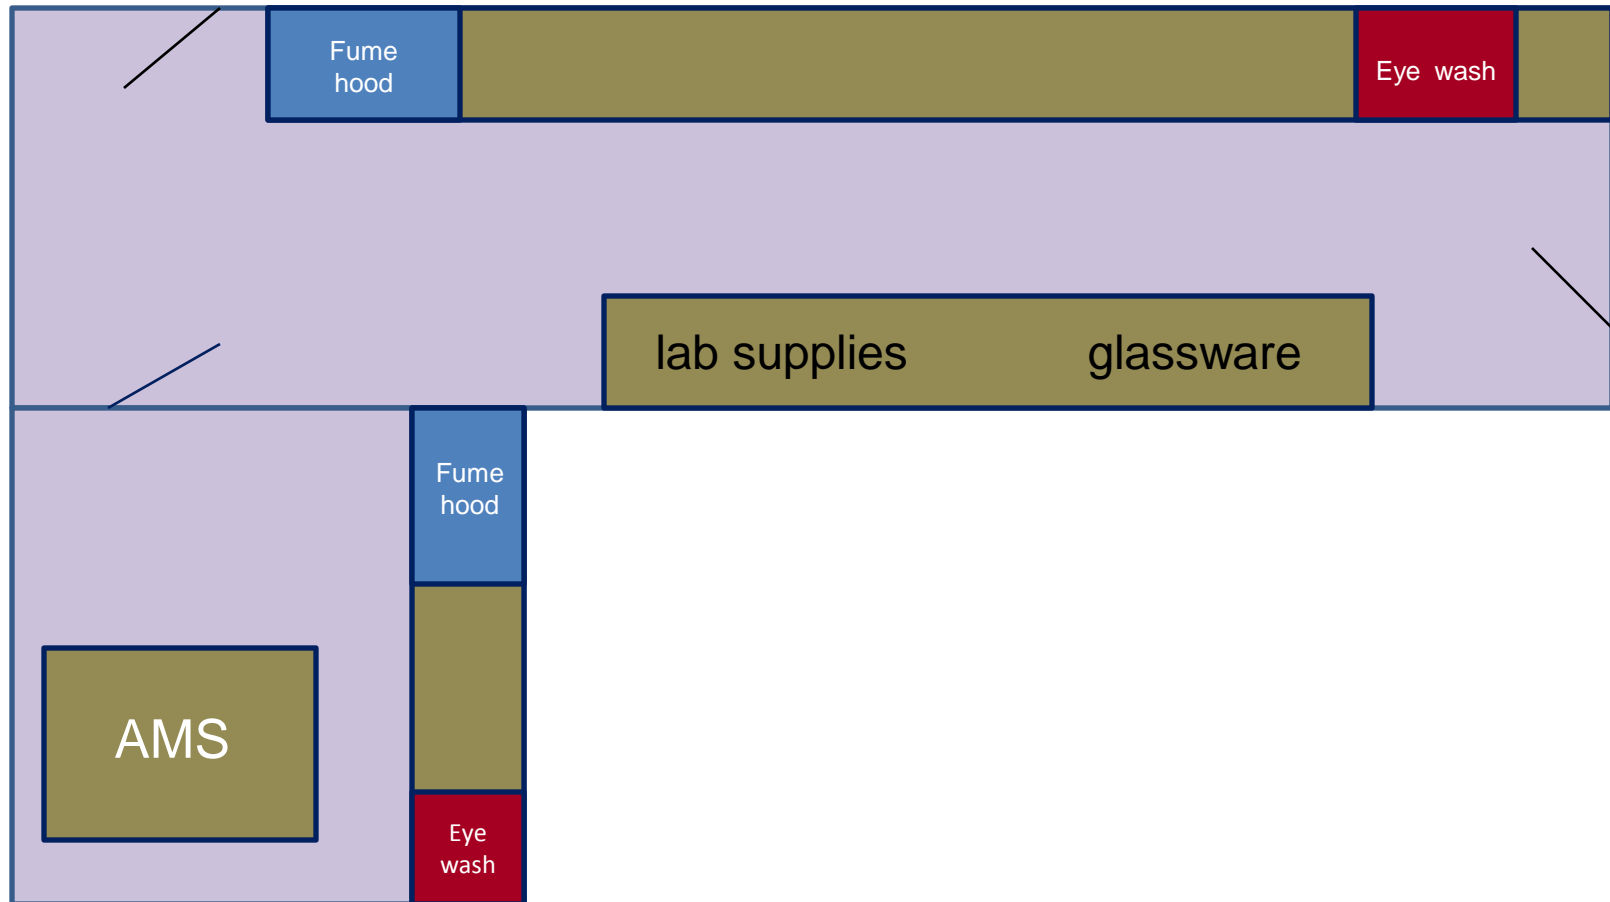 Fume
hood
Eye wash
lab supplies
glassware
Fume
hood
AMS
Eye
wash